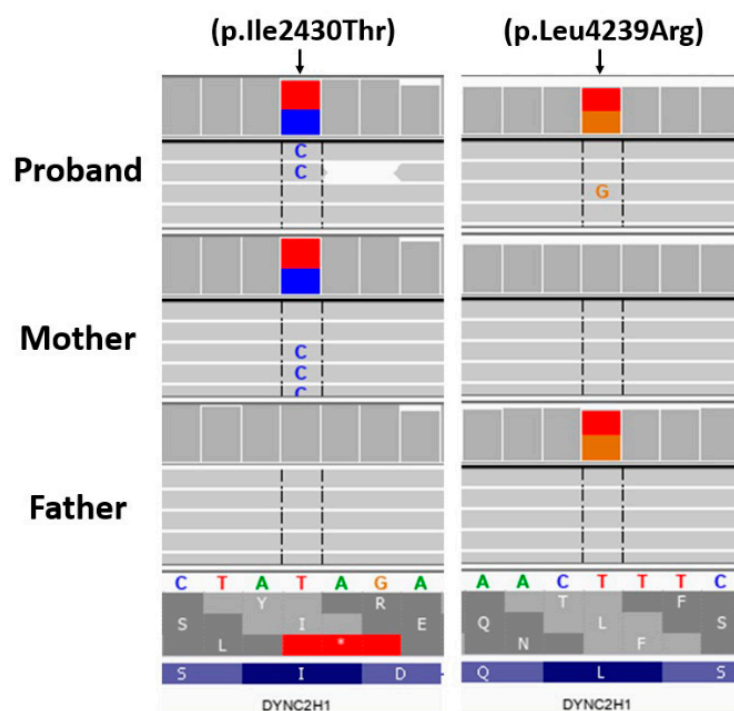 (p.Ile2430Thr) (p.Leu4239Arg)
Proband
C
C
G
Mother
C
C
C
Father
C T A T A G A A A C T T T C
Y R T F
S I E Q L S
L * N F
S I D Q L S
DYNC2H1 DYNC2H1